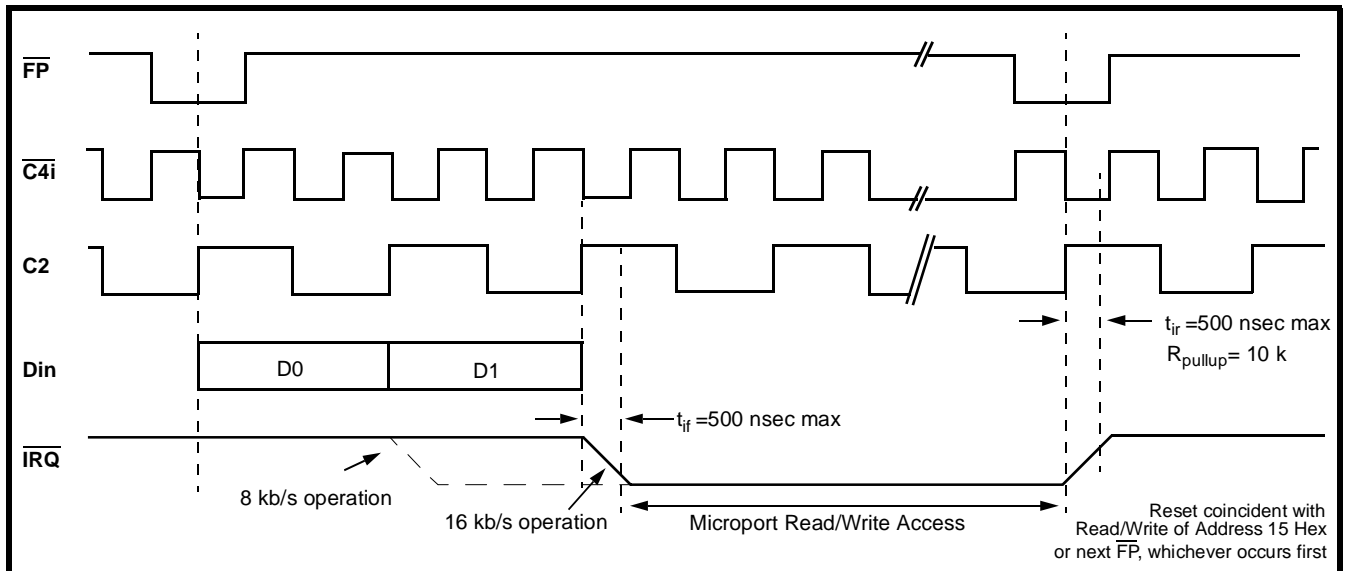 FP
C4i
C2
t_ir =500 nsec max
R_pullup= 10 k
Din
D0
D1
t_if =500 nsec max
IRQ
8 kb/s operation
16 kb/s operation
Microport Read/Write Access
Reset coincident with
Read/Write of Address 15 Hex
or next FP, whichever occurs first